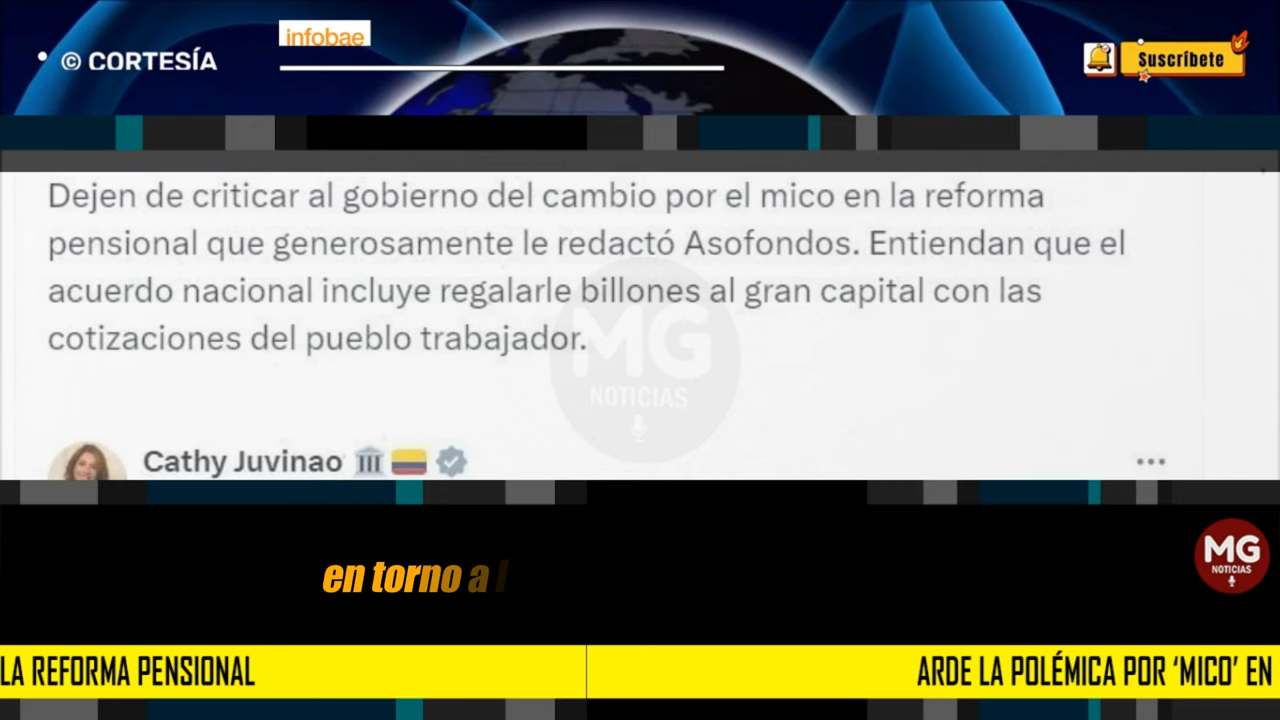 infobae
© CORTESÍA
Suscríbete
Dejen de criticar al gobierno del cambio por el mico en la reforma
pensional que generosamente le redactó Asofondos. Entiendan que el
acuerdo nacional incluye regalarle billones al gran capital con las
cotizaciones del pueblo trabajador.
MG
NOTICIAS
Cathy Juvinao
en torno a
MG
NOTICIAS
LA REFORMA PENSIONAL
ARDE LA POLÉMICA POR ‘MICO’ EN